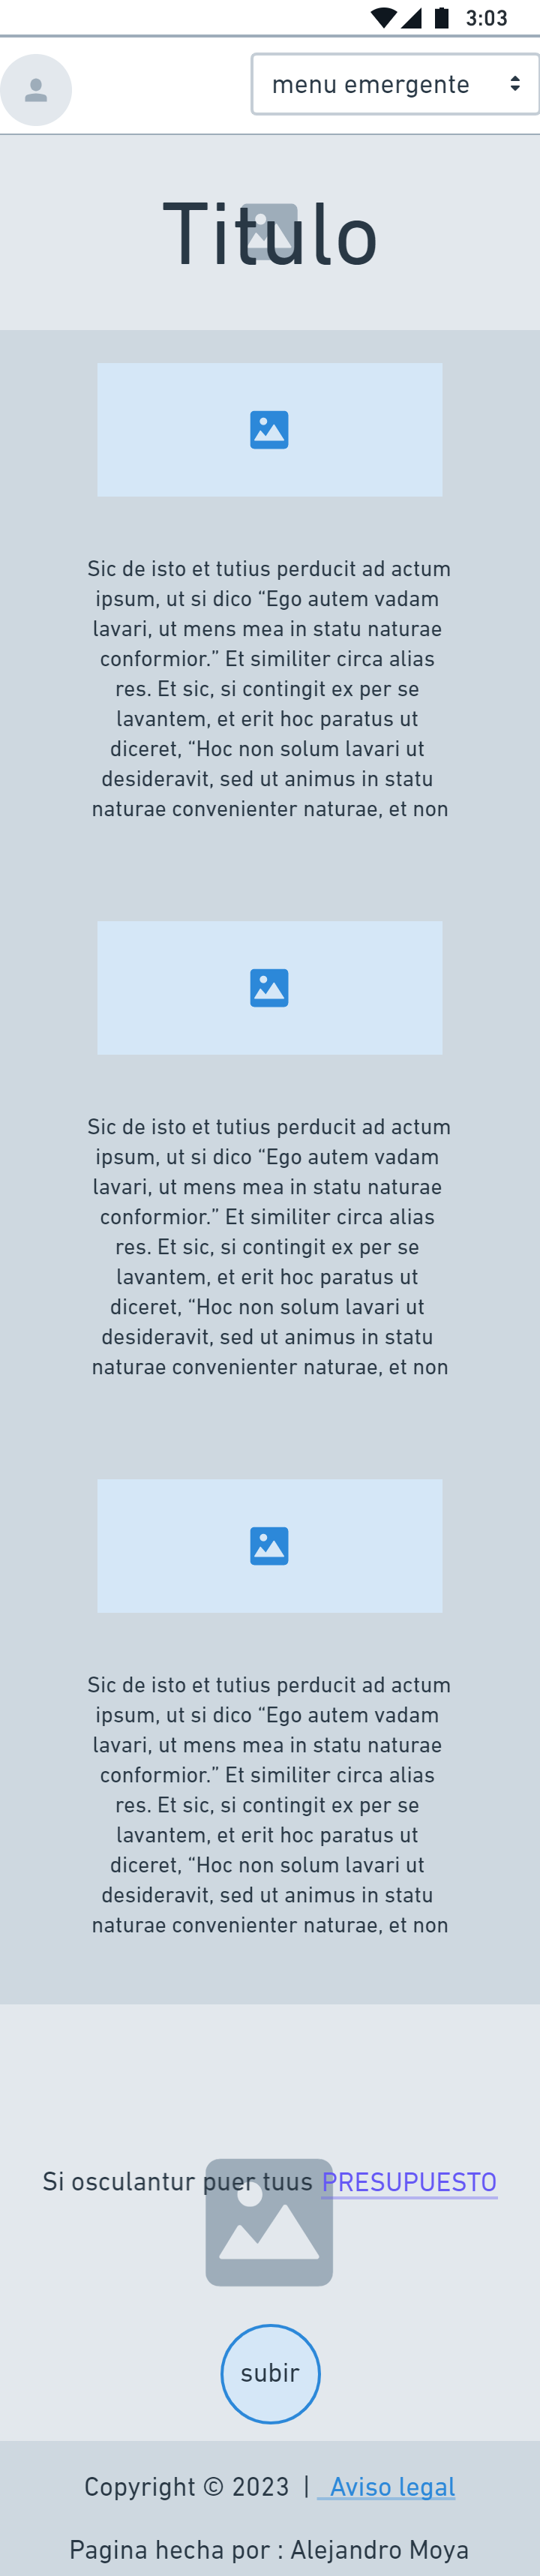 3:03
menu emergente
Titulo
Sic de isto et tutius perducit ad actum
ipsum, ut si dico “Ego autem vadam
lavari, ut mens mea in statu naturae
conformior.” Et similiter circa alias
res. Et sic, si contingit ex per se
lavantem, et erit hoc paratus ut
diceret, “Hoc non solum lavari ut
desideravit, sed ut animus in statu
naturae convenienter naturae, et non
Sic de isto et tutius perducit ad actum
ipsum, ut si dico “Ego autem vadam
lavari, ut mens mea in statu naturae
conformior.” Et similiter circa alias
res. Et sic, si contingit ex per se
lavantem, et erit hoc paratus ut
diceret, “Hoc non solum lavari ut
desideravit, sed ut animus in statu
naturae convenienter naturae, et non
Sic de isto et tutius perducit ad actum
ipsum, ut si dico “Ego autem vadam
lavari, ut mens mea in statu naturae
conformior.” Et similiter circa alias
res. Et sic, si contingit ex per se
lavantem, et erit hoc paratus ut
diceret, “Hoc non solum lavari ut
desideravit, sed ut animus in statu
naturae convenienter naturae, et non
Si osculantur puer tuus PRESUPUESTO
subir
Copyright © 2023 | Aviso legal
Pagina hecha por : Alejandro Moya